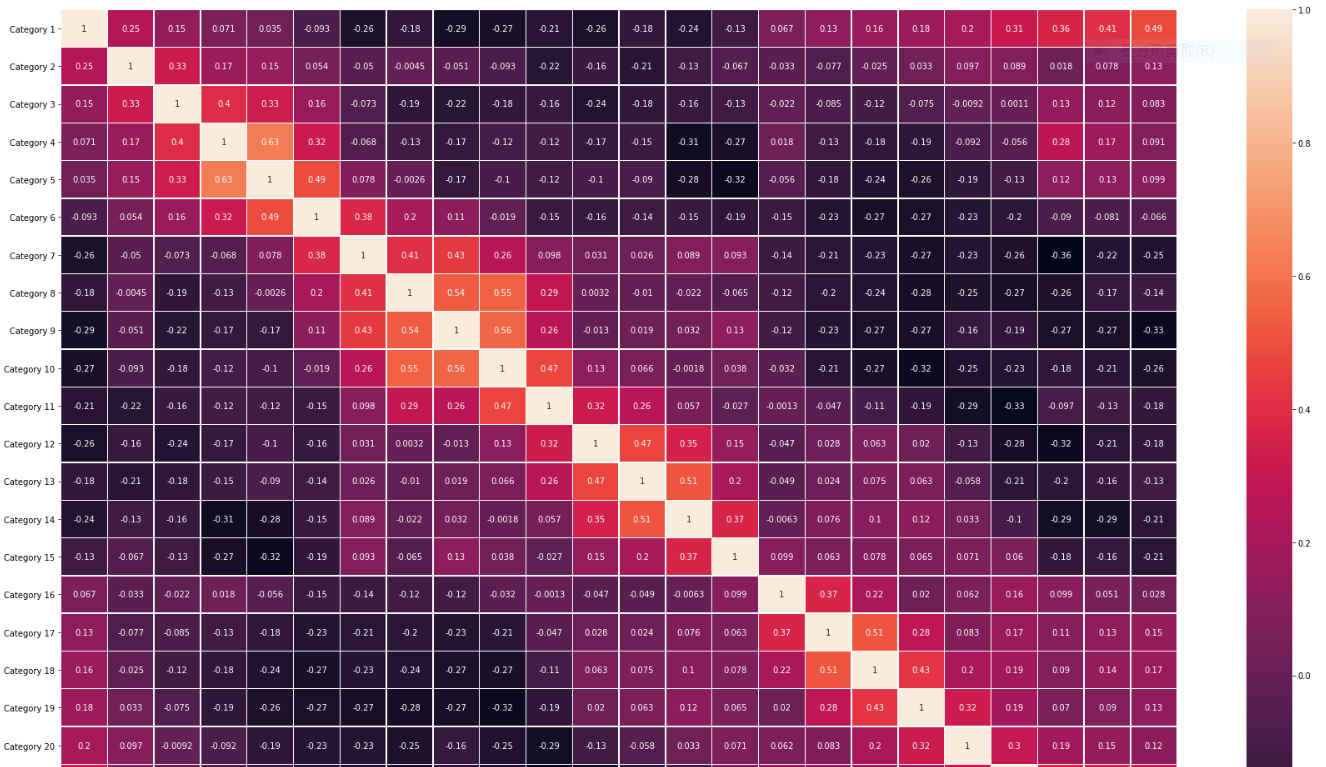 Category 1 1 0.25 0.15 0.071 0.035 -0.093 -0.26 -0.18 -0.29 -0.27 -0.21 -0.26 -0.18 -0.24 -0.13 0.067 0.13 0.16 0.18 0.2 0.31 0.36 0.41 0.49 1.0
形截取(R)
Category 2 0.25 1 0.33 0.17 0.15 0.054 -0.05 -0.0045 -0.051 -0.093 -0.22 -0.16 -0.21 -0.13 -0.067 -0.033 -0.077 -0.025 0.033 0.097 0.089 0.018 0.078 0.13
Category 3 0.15 0.33 1 0.4 0.33 0.16 -0.073 -0.19 -0.22 -0.18 -0.16 -0.24 -0.18 -0.16 -0.13 -0.022 -0.085 -0.12 -0.075 -0.0092 0.0011 0.13 0.12 0.083
Category 4 0.071 0.17 0.4 1 0.63 0.32 -0.068 -0.13 -0.17 -0.12 -0.12 -0.17 -0.15 -0.31 -0.27 0.018 -0.13 -0.18 -0.19 -0.092 -0.056 0.28 0.17 0.091 0.8
Category 5 0.035 0.15 0.33 0.63 1 0.49 0.078 -0.0026 -0.17 -0.1 -0.12 -0.1 -0.09 -0.28 -0.32 -0.056 -0.18 -0.24 -0.26 -0.19 -0.13 0.12 0.13 0.099
Category 6 -0.093 0.054 0.16 0.32 0.49 1 0.38 0.2 0.11 -0.019 -0.15 -0.16 -0.14 -0.15 -0.19 -0.15 -0.23 -0.27 -0.27 -0.23 -0.2 -0.09 -0.081 -0.066
Category 7 -0.26 -0.05 -0.073 -0.068 0.078 0.38 1 0.41 0.43 0.26 0.098 0.031 0.026 0.089 0.093 -0.14 -0.21 -0.23 -0.27 -0.23 -0.26 -0.36 -0.22 -0.25
0.6
Category 8 -0.18 -0.0045 -0.19 -0.13 -0.0026 0.2 0.41 1 0.54 0.55 0.29 0.0032 -0.01 -0.022 -0.065 -0.12 -0.2 -0.24 -0.28 -0.25 -0.27 -0.26 -0.17 -0.14
Category 9 -0.29 -0.051 -0.22 -0.17 -0.17 0.11 0.43 0.54 1 0.56 0.26 -0.013 0.019 0.032 0.13 -0.12 -0.23 -0.27 -0.27 -0.16 -0.19 -0.27 -0.27 -0.33
Category 10 -0.27 -0.093 -0.18 -0.12 -0.1 -0.019 0.26 0.55 0.56 1 0.47 0.13 0.066 -0.0018 0.038 -0.032 -0.21 -0.27 -0.32 -0.25 -0.23 -0.18 -0.21 -0.26
Category 11 -0.21 -0.22 -0.16 -0.12 -0.12 -0.15 0.098 0.29 0.26 0.47 1 0.32 0.26 0.057 -0.027 -0.0013 -0.047 -0.11 -0.19 -0.29 -0.33 -0.097 -0.13 -0.18 0.4
Category 12 -0.26 -0.16 -0.24 -0.17 -0.1 -0.16 0.031 0.0032 -0.013 0.13 0.32 1 0.47 0.35 0.15 -0.047 0.028 0.063 0.02 -0.13 -0.28 -0.32 -0.21 -0.18
Category 13 -0.18 -0.21 -0.18 -0.15 -0.09 -0.14 0.026 -0.01 0.019 0.066 0.26 0.47 1 0.51 0.2 -0.049 0.024 0.075 0.063 -0.058 -0.21 -0.2 -0.16 -0.13
Category 14 -0.24 -0.13 -0.16 -0.31 -0.28 -0.15 0.089 -0.022 0.032 -0.0018 0.057 0.35 0.51 1 0.37 -0.0063 0.076 0.1 0.12 0.033 -0.1 -0.29 -0.29 -0.21
0.2
Category 15 -0.13 -0.067 -0.13 -0.27 -0.32 -0.19 0.093 -0.065 0.13 0.038 -0.027 0.15 0.2 0.37 1 0.099 0.063 0.078 0.065 0.071 0.06 -0.18 -0.16 -0.21
Category 16 0.067 -0.033 -0.022 0.018 -0.056 -0.15 -0.14 -0.12 -0.12 -0.032 -0.0013 -0.047 -0.049 -0.0063 0.099 1 0.37 0.22 0.02 0.062 0.16 0.099 0.051 0.028
Category 17 0.13 -0.077 -0.085 -0.13 -0.18 -0.23 -0.21 -0.2 -0.23 -0.21 -0.047 0.028 0.024 0.076 0.063 0.37 1 0.51 0.28 0.083 0.17 0.11 0.13 0.15
Category 18 0.16 -0.025 -0.12 -0.18 -0.24 -0.27 -0.23 -0.24 -0.27 -0.27 -0.11 0.063 0.075 0.1 0.078 0.22 0.51 1 0.43 0.2 0.19 0.09 0.14 0.17 0.0
Category 19 0.18 0.033 -0.075 -0.19 -0.26 -0.27 -0.27 -0.28 -0.27 -0.32 -0.19 0.02 0.063 0.12 0.065 0.02 0.28 0.43 1 0.32 0.19 0.07 0.09 0.13
Category 20 0.2 0.097 -0.0092 -0.092 -0.19 -0.23 -0.23 -0.25 -0.16 -0.25 -0.29 -0.13 -0.058 0.033 0.071 0.062 0.083 0.2 0.32 1 0.3 0.19 0.15 0.12